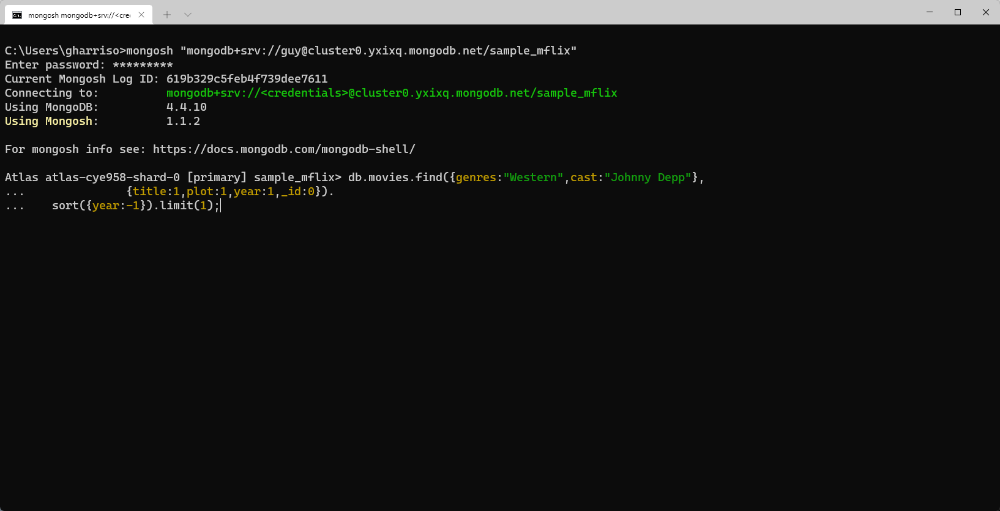 mongosh mongodb+srv://<cre
C:\Users\gharriso>mongosh "mongodb+srv://guy@cluster0.yxixq.mongodb.net/sample_mflix"
Enter password: *********
Current Mongosh Log ID: 619b329c5feb4f739dee7611
Connecting to:          mongodb+srv://<credentials>@cluster0.yxixq.mongodb.net/sample_mflix
Using MongoDB:          4.4.10
Using Mongosh:          1.1.2
For mongosh info see: https://docs.mongodb.com/mongodb-shell/
Atlas atlas-cye958-shard-0 [primary] sample_mflix> db.movies.find({genres:"Western",cast:"Johnny Depp"},
...               {title:1,plot:1,year:1,_id:0}).
...    sort({year:-1}).limit(1);